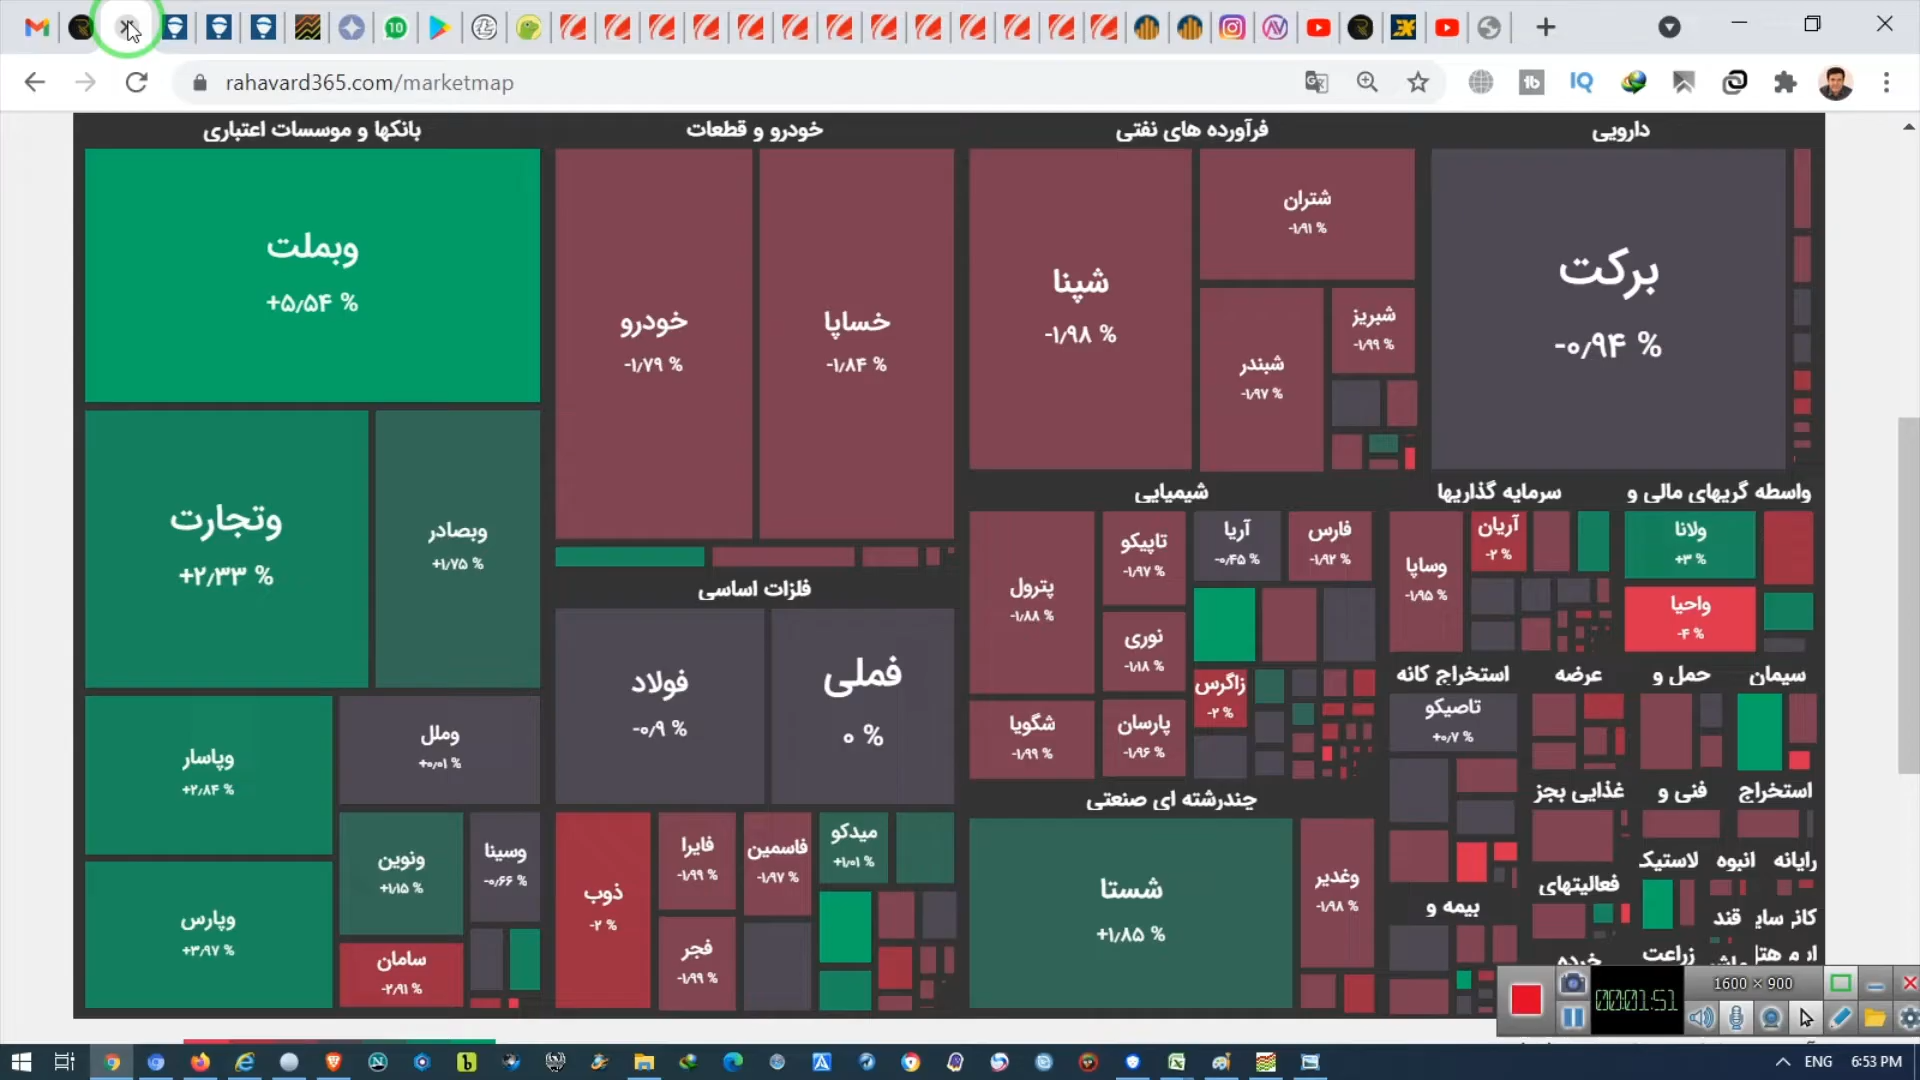 10
rahavard365.com/marketmap
دارویی
فرآورده های نفتی
خودرو و قطعات
بانکها و موسسات اعتباری
برکت
-۰٫۹۴ %
شتران
-۱٫۹۱ %
شپنا
-۱٫۹۸ %
شبریز
-۱٫۹۹ %
شبندر
-۱٫۹۷ %
خساپا
-۱٫۸۴ %
خودرو
-۱٫۷۹ %
وبملت
+۵٫۵۴ %
وتجارت
+۲٫۳۳ %
وبصادر
+۱٫۷۵ %
وپاسار
+۲٫۸۴ %
وملل
+۰٫۰۱ %
ونوین
+۱٫۱۵ %
وسینا
-۰٫۶۶ %
وپارس
+۳٫۹۷ %
سامان
-۲٫۹۱ %
فلزات اساسی
فملی
۰ %
فولاد
-۰٫۹ %
ذوب
-۲ %
فایرا
-۱٫۹۹ %
فاسمین
-۱٫۹۷ %
میدکو
+۱٫۰۱ %
فجر
-۱٫۹۹ %
شیمیایی
فارس
-۱٫۹۲ %
آریا
-۰٫۴۵ %
تاپیکو
-۱٫۹۷ %
پترول
-۱٫۸۸ %
نوری
-۱٫۱۸ %
زاگرس
-۲ %
پارسان
-۱٫۹۶ %
شگویا
-۱٫۹۹ %
چندرشته ای صنعتی
شستا
+۱٫۸۵ %
وغدیر
-۱٫۹۸ %
سرمایه گذاریها
آریان
-۲ %
وساپا
-۱٫۹۵ %
واسطه گریهای مالی و
ولانا
+۳ %
واحیا
-۴ %
استخراج کانه
تاصیکو
+۰٫۷ %
عرضه
حمل و
سیمان
غذایی بجز
فنی و
استخراج
لاستیک
انبوه
رایانه
فعالیتهای
بیمه و
قند
زراعت
خرده
1600 × 900
00:01:51
ENG
6:53 PM